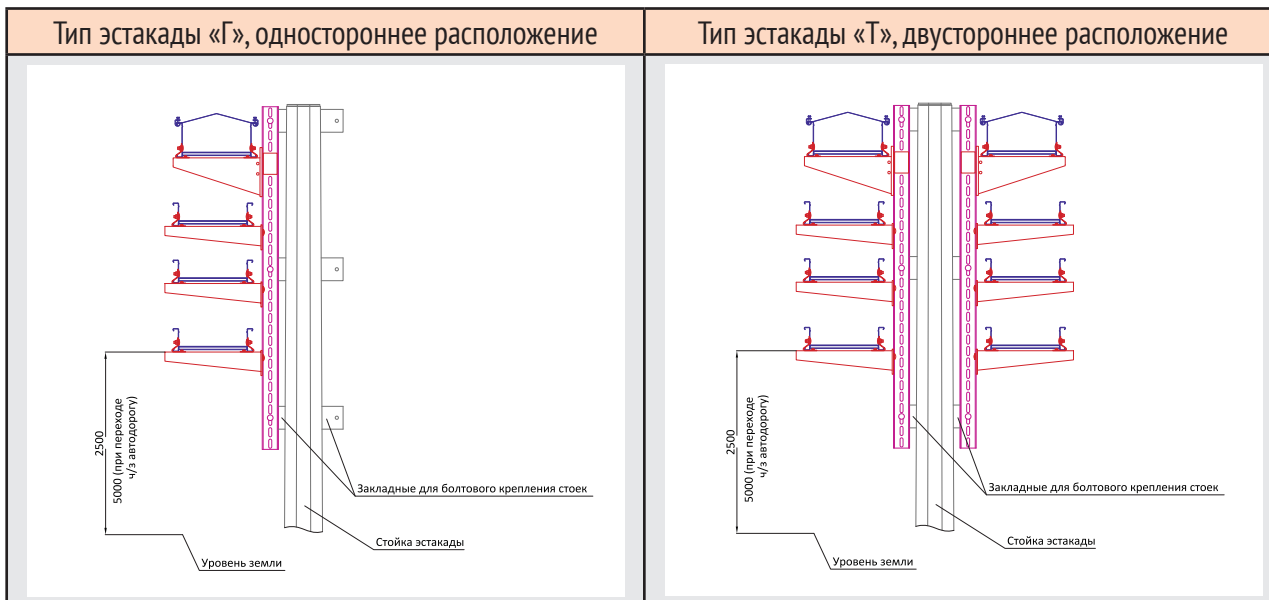 Тип эстакады «Г», одностороннее расположение
Тип эстакады «Т», двустороннее расположение
2500
5000 (при переходе
ч/з автодорогу)
Закладные для болтового крепления стоек
Стойка эстакады
Уровень земли
2500
5000 (при переходе
ч/з автодорогу)
Закладные для болтового крепления стоек
Стойка эстакады
Уровень земли